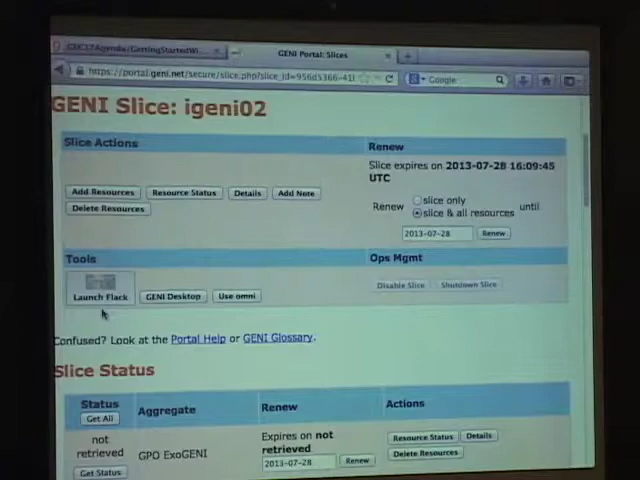 GEC17Agenda/GettingStartedWi...
GENI Portal: Slices
https://portal.geni.net/secure/slice.php?slice_id=956d5366-41
Google
GENI Slice: igeni02
Slice Actions
Renew
Add Resources
Resource Status
Details
Add Note
Delete Resources
Slice expires on 2013-07-28 16:09:45
UTC
Renew
slice only
slice & all resources
until
2013-07-28
Renew
Tools
Ops Mgmt
Launch Flack
GENI Desktop
Use omni
Disable Slice
Shutdown Slice
Confused? Look at the Portal Help or GENI Glossary.
Slice Status
Status
Get All
Aggregate
Renew
Actions
not
retrieved
Get Status
GPO ExoGENI
Expires on not
retrieved
2013-07-28
Renew
Resource Status
Details
Delete Resources